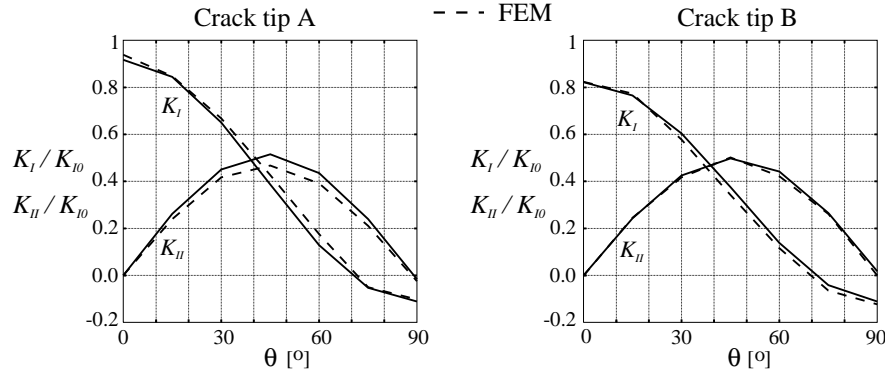 Crack tip A
FEM
Crack tip B
1
0.8
0.6
0.4
0.2
0.0
-0.2
K_I / K_I0
K_II / K_I0
K_I
K_II
0
30
60
90
θ [º]
1
0.8
0.6
0.4
0.2
0.0
-0.2
K_I / K_I0
K_II / K_I0
K_I
K_II
0
30
60
90
θ [º]